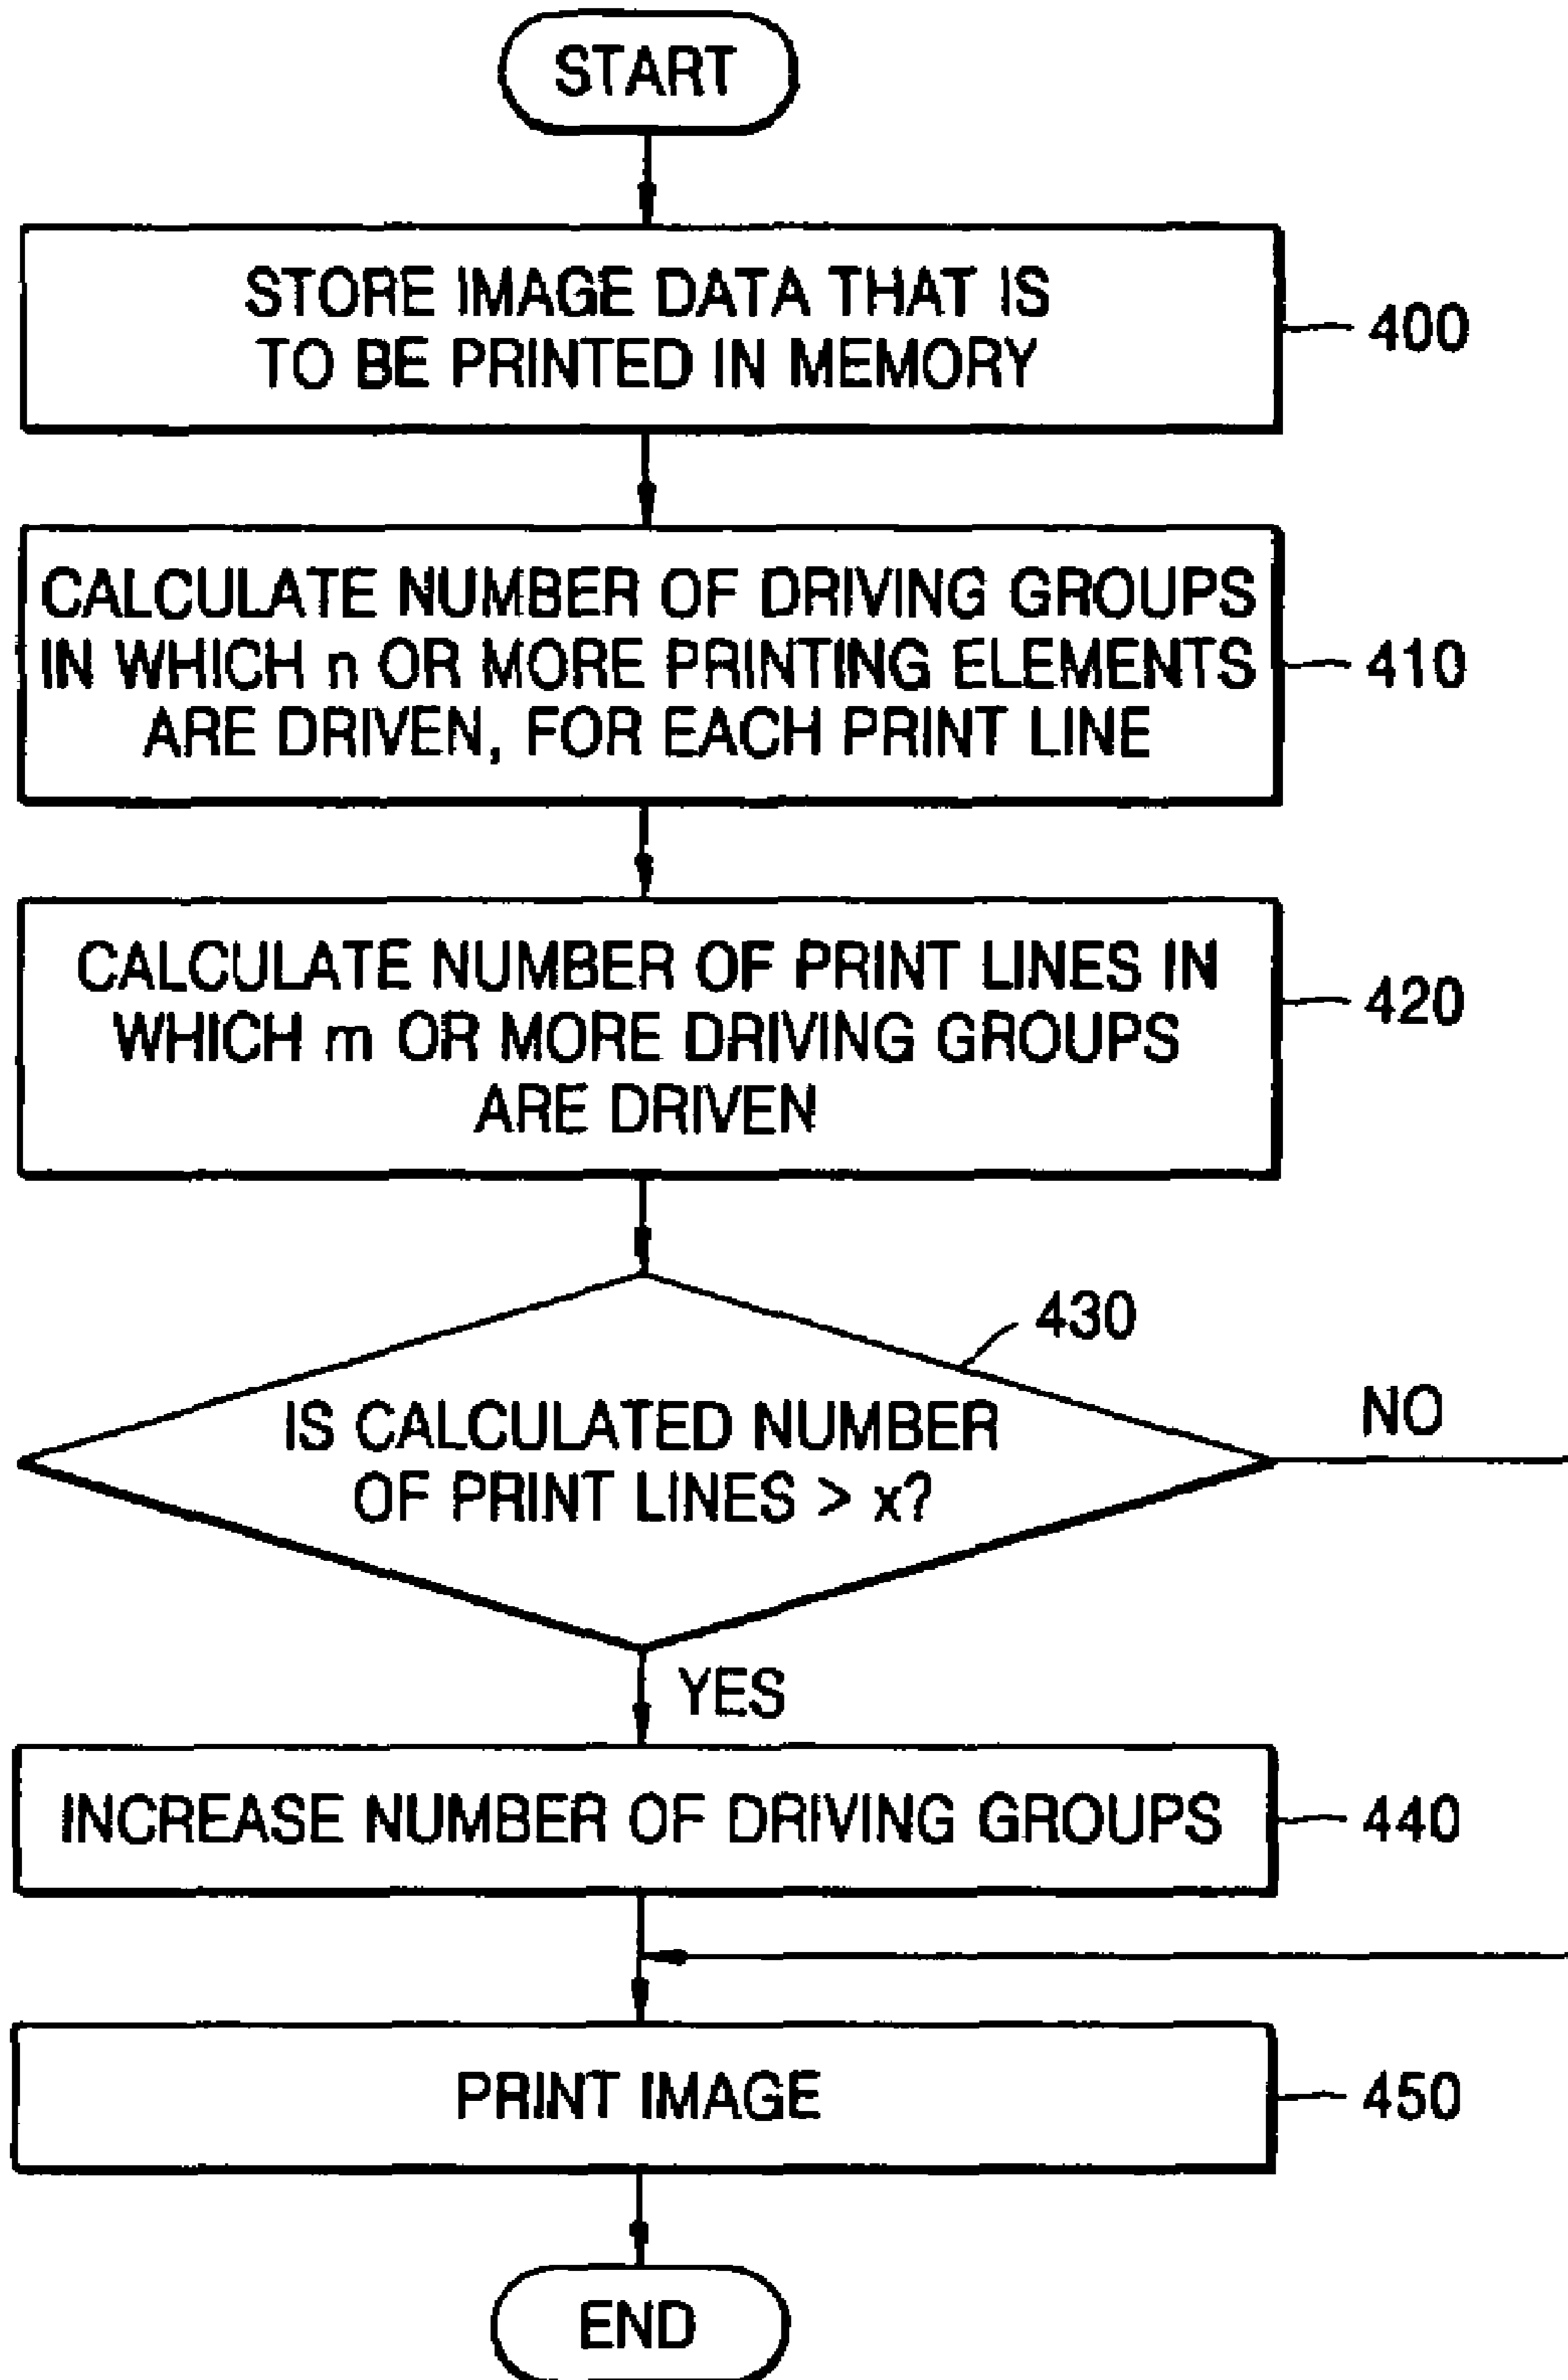 START
STORE IMAGE DATA THAT IS
TO BE PRINTED IN MEMORY
400
CALCULATE NUMBER OF DRIVING GROUPS
IN WHICH n OR MORE PRINTING ELEMENTS
ARE DRIVEN, FOR EACH PRINT LINE
410
CALCULATE NUMBER OF PRINT LINES IN
WHICH m OR MORE DRIVING GROUPS
ARE DRIVEN
420
430
IS CALCULATED NUMBER
OF PRINT LINES > x?
NO
YES
INCREASE NUMBER OF DRIVING GROUPS
440
PRINT IMAGE
450
END